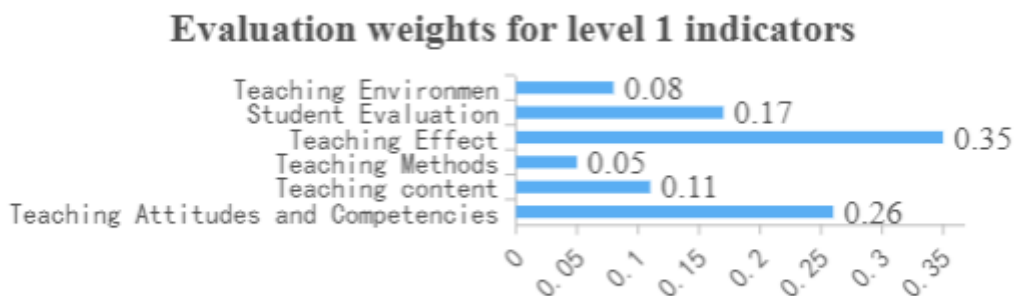 Evaluation weights for level 1 indicators
Teaching Environmen 0.08
Student Evaluation 0.17
Teaching Effect 0.35
Teaching Methods 0.05
Teaching content 0.11
Teaching Attitudes and Competencies 0.26
0 0.05 0.1 0.15 0.2 0.25 0.3 0.35